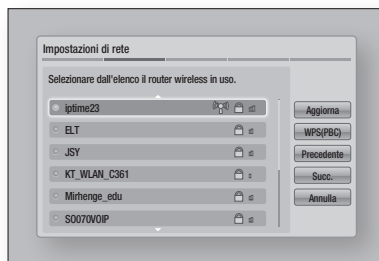 Impostazioni di rete
Selezionare dall'elenco il router wireless in uso.
iptime23
ELT
JSY
KT_WLAN_C361
Mirhenge_edu
SO070VOIP
Aggiorna
WPS(PBC)
Precedente
Succ.
Annulla